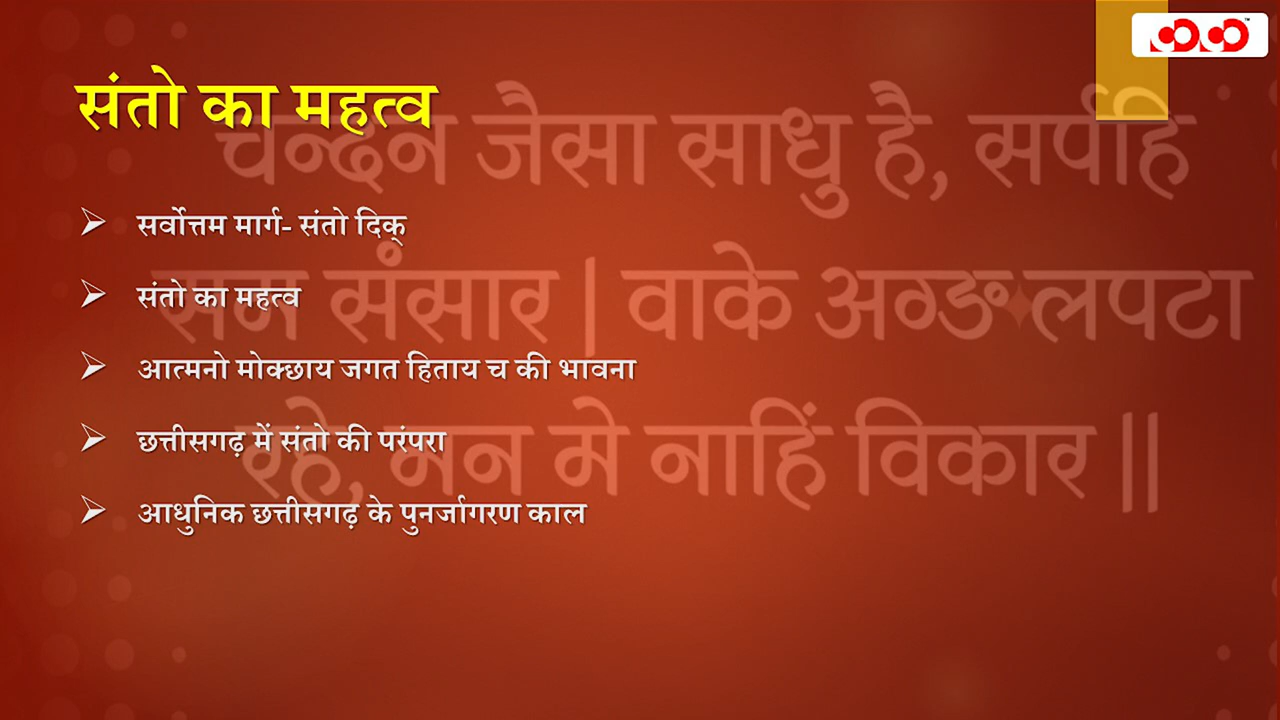 संतो का महत्व
चन्दन जैसा साधु है, सर्पहि
सम संसार | वाके अग्ङ लपटा
रहे, मन मे नाहिं विकार ||
सर्वोत्तम मार्ग- संतो दिक्
संतो का महत्व
आत्मनो मोक्छाय जगत हिताय च की भावना
छत्तीसगढ़ में संतो की परंपरा
आधुनिक छत्तीसगढ़ के पुनर्जागरण काल